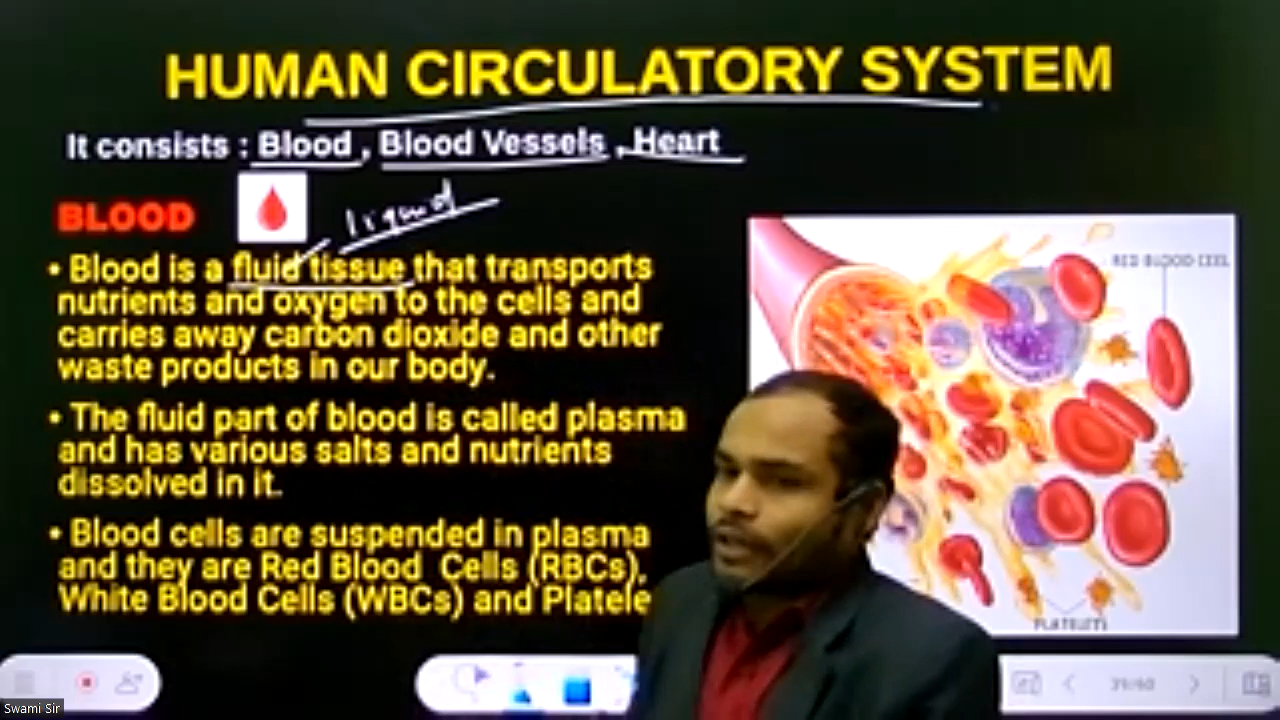 HUMAN CIRCULATORY SYSTEM
It consists : Blood , Blood Vessels , Heart
BLOOD
liquid
• Blood is a fluid tissue that transports
nutrients and oxygen to the cells and
carries away carbon dioxide and other
waste products in our body.
• The fluid part of blood is called plasma
and has various salts and nutrients
dissolved in it.
• Blood cells are suspended in plasma
and they are Red Blood Cells (RBCs),
White Blood Cells (WBCs) and Platele
RED BLOOD CELL
PLATELETS
39/60
Swami Sir